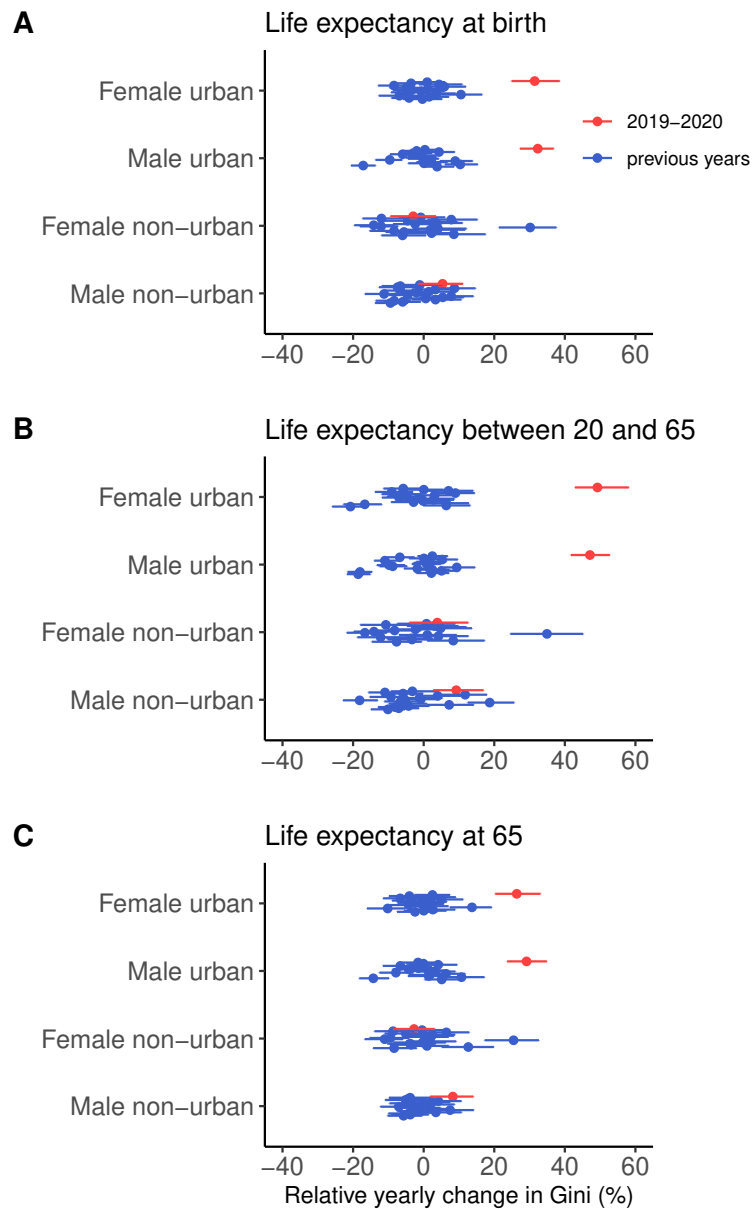 A Life expectancy at birth
Female urban
2019−2020
Male urban
previous years
Female non−urban
Male non−urban
−40 −20 0 20 40 60
B Life expectancy between 20 and 65
Female urban
Male urban
Female non−urban
Male non−urban
−40 −20 0 20 40 60
C Life expectancy at 65
Female urban
Male urban
Female non−urban
Male non−urban
−40 −20 0 20 40 60
Relative yearly change in Gini (%)